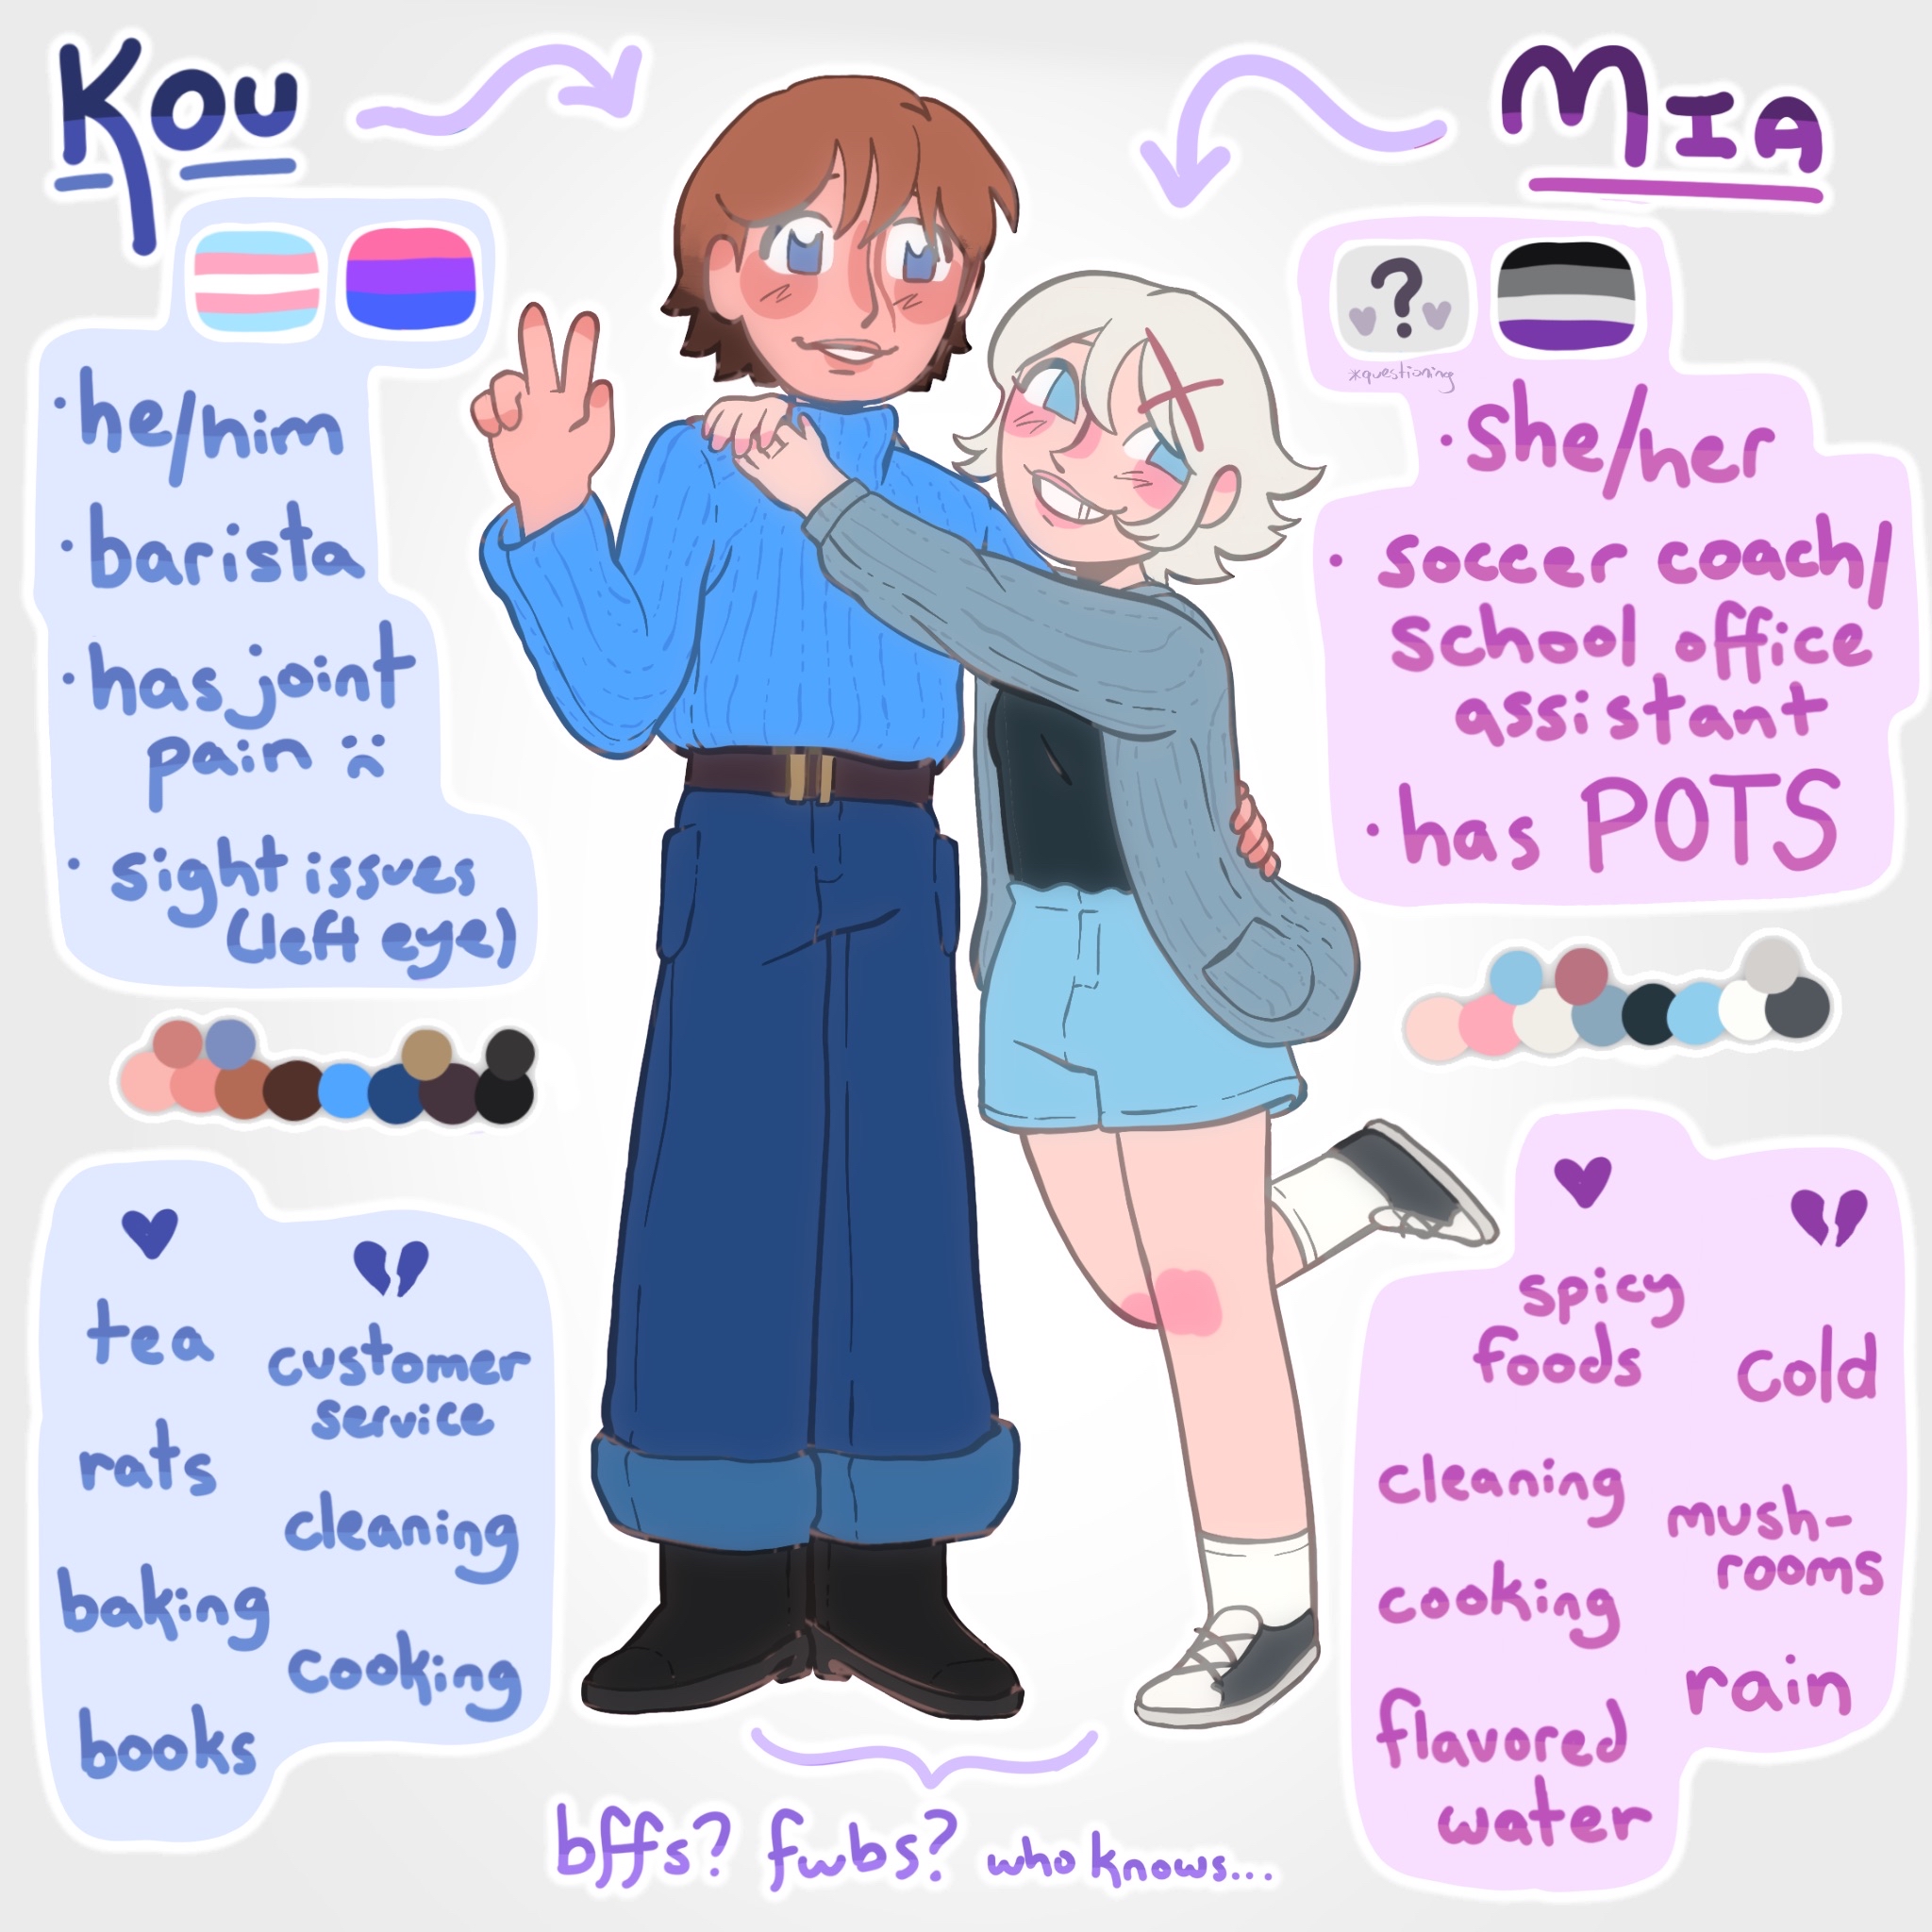 Kou
• he/him
• barista
• has joint
pain :(
• sight issues
(left eye)
tea
rats
baking
books
customer
service
cleaning
cooking
MIA
?
*questioning
• she/her
• soccer coach/
school office
assistant
• has POTS
spicy
foods
cleaning
cooking
flavored
water
cold
mush-
rooms
rain
bffs? fwbs? who knows...